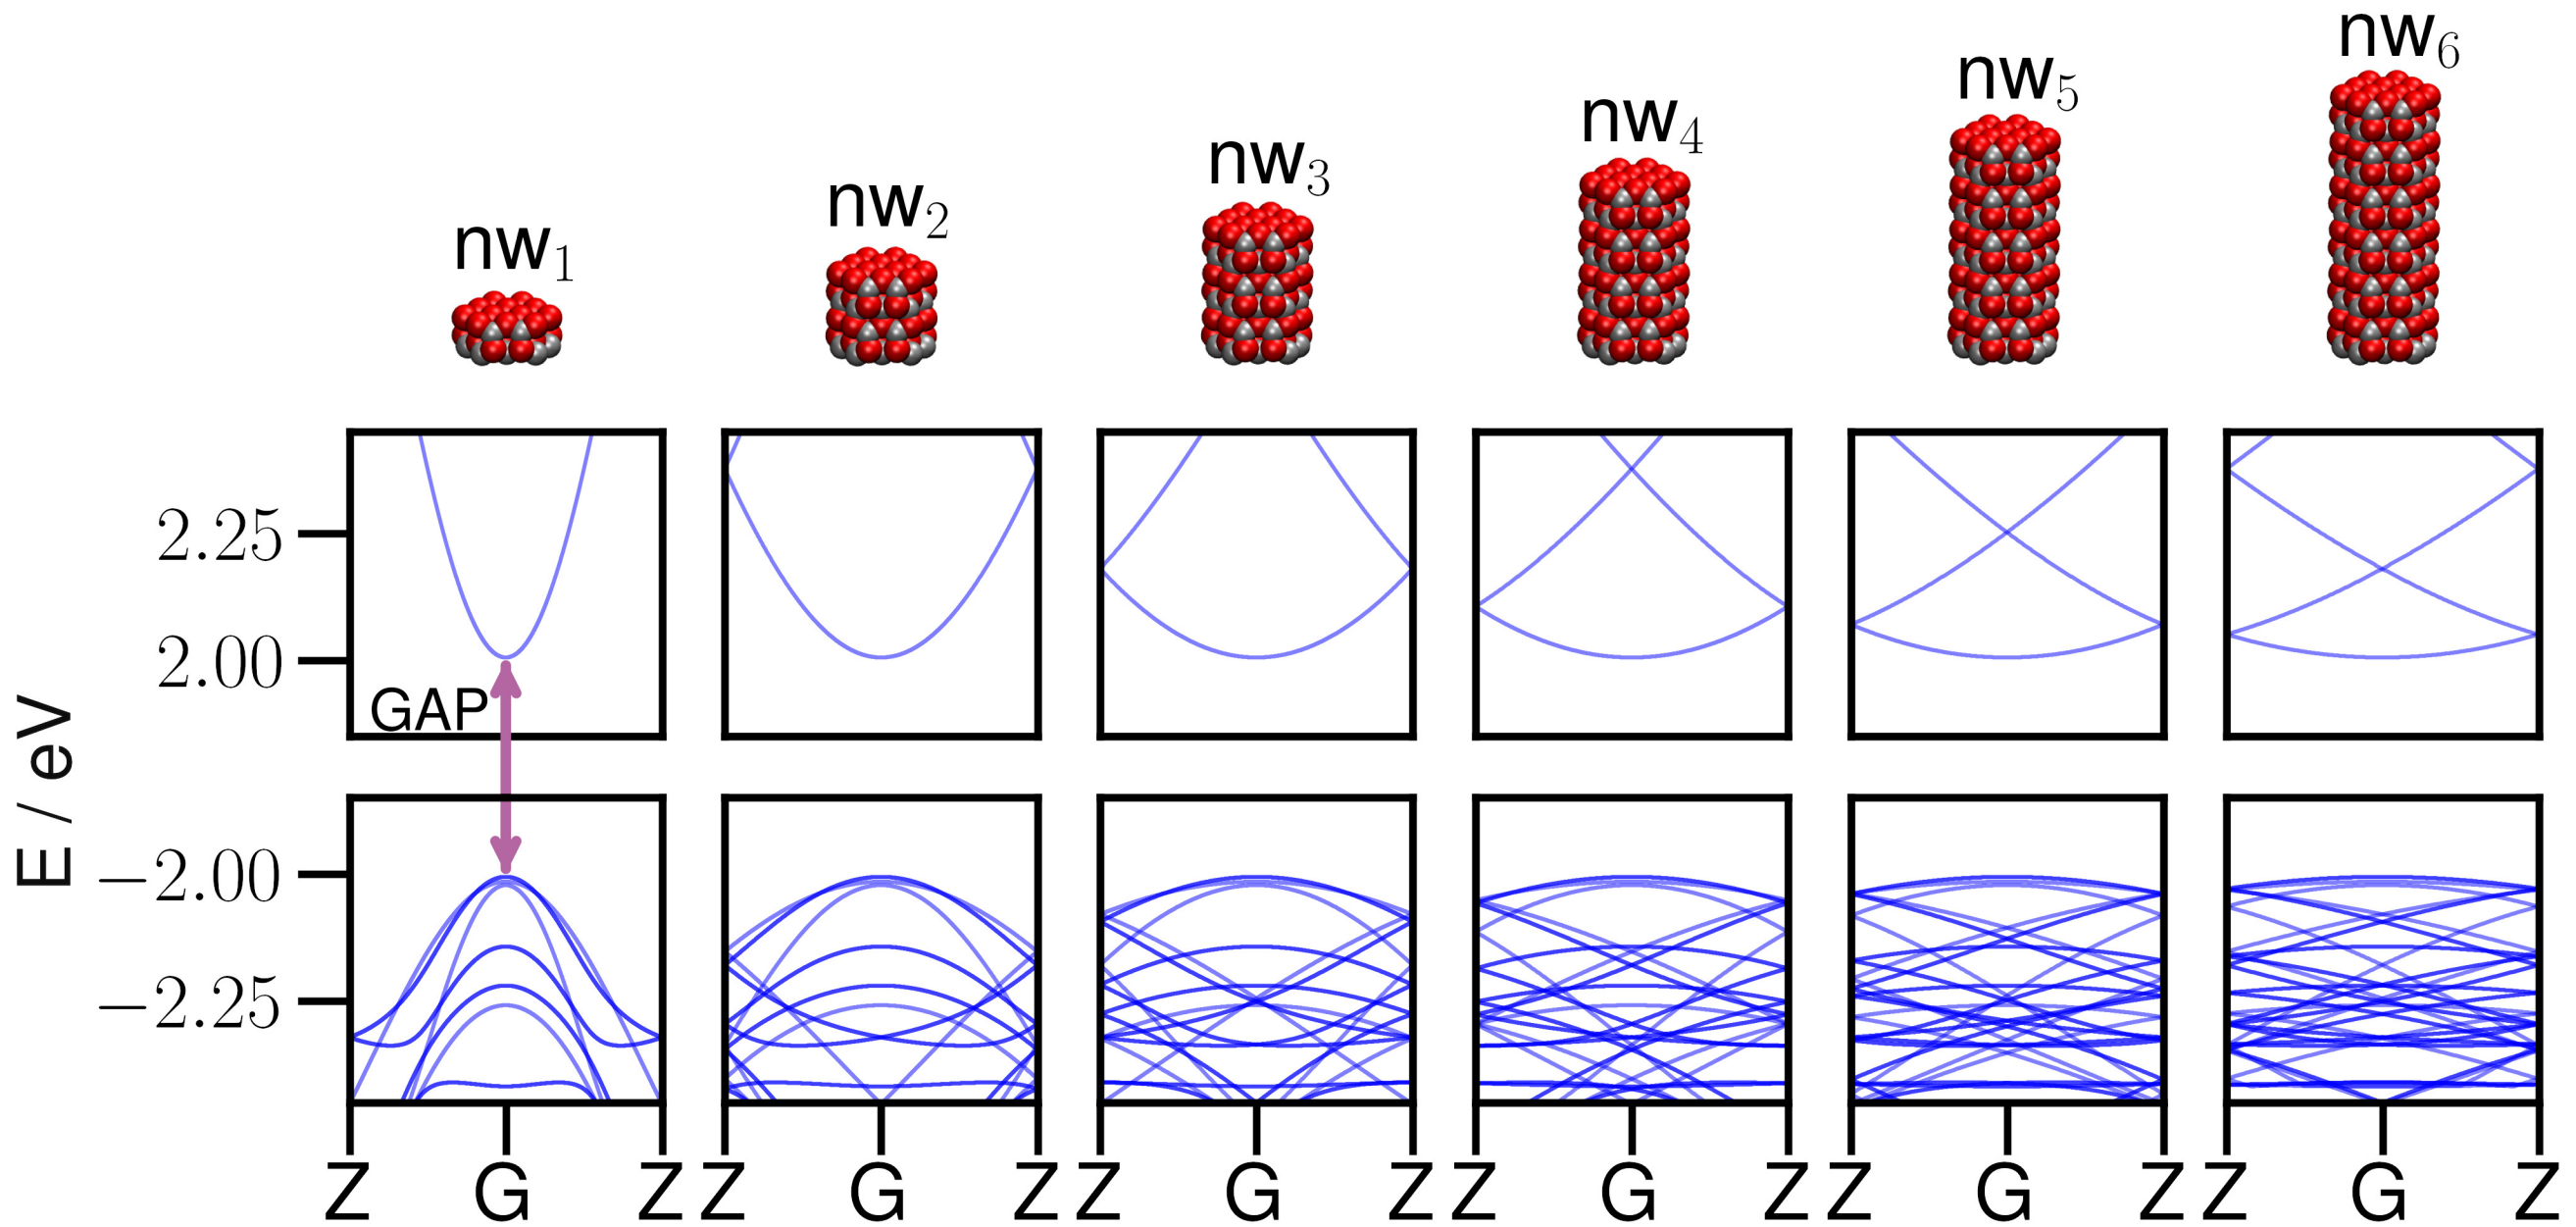 nw₁
nw₂
nw₃
nw₄
nw₅
nw₆
E / eV
2.25
2.00
GAP
−2.00
−2.25
Z G Z Z G Z Z G Z Z G Z Z G Z Z G Z